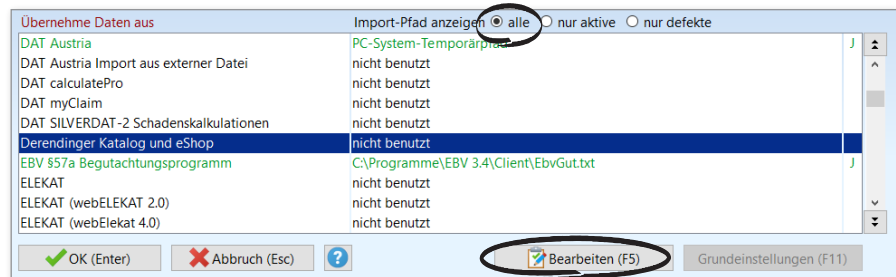 Übernehme Daten aus Import-Pfad anzeigen alle nur aktive nur defekte
DAT Austria PC-System-Temporärpfad J
DAT Austria Import aus externer Datei nicht benutzt
DAT calculatePro nicht benutzt
DAT myClaim nicht benutzt
DAT SILVERDAT-2 Schadenskalkulationen nicht benutzt
Derendinger Katalog und eShop nicht benutzt
EBV §57a Begutachtungsprogramm C:\Programme\EBV 3.4\Client\EbvGut.txt J
ELEKAT nicht benutzt
ELEKAT (webELEKAT 2.0) nicht benutzt
ELEKAT (webElekat 4.0) nicht benutzt
OK (Enter) Abbruch (Esc) ? Bearbeiten (F5) Grundeinstellungen (F11)